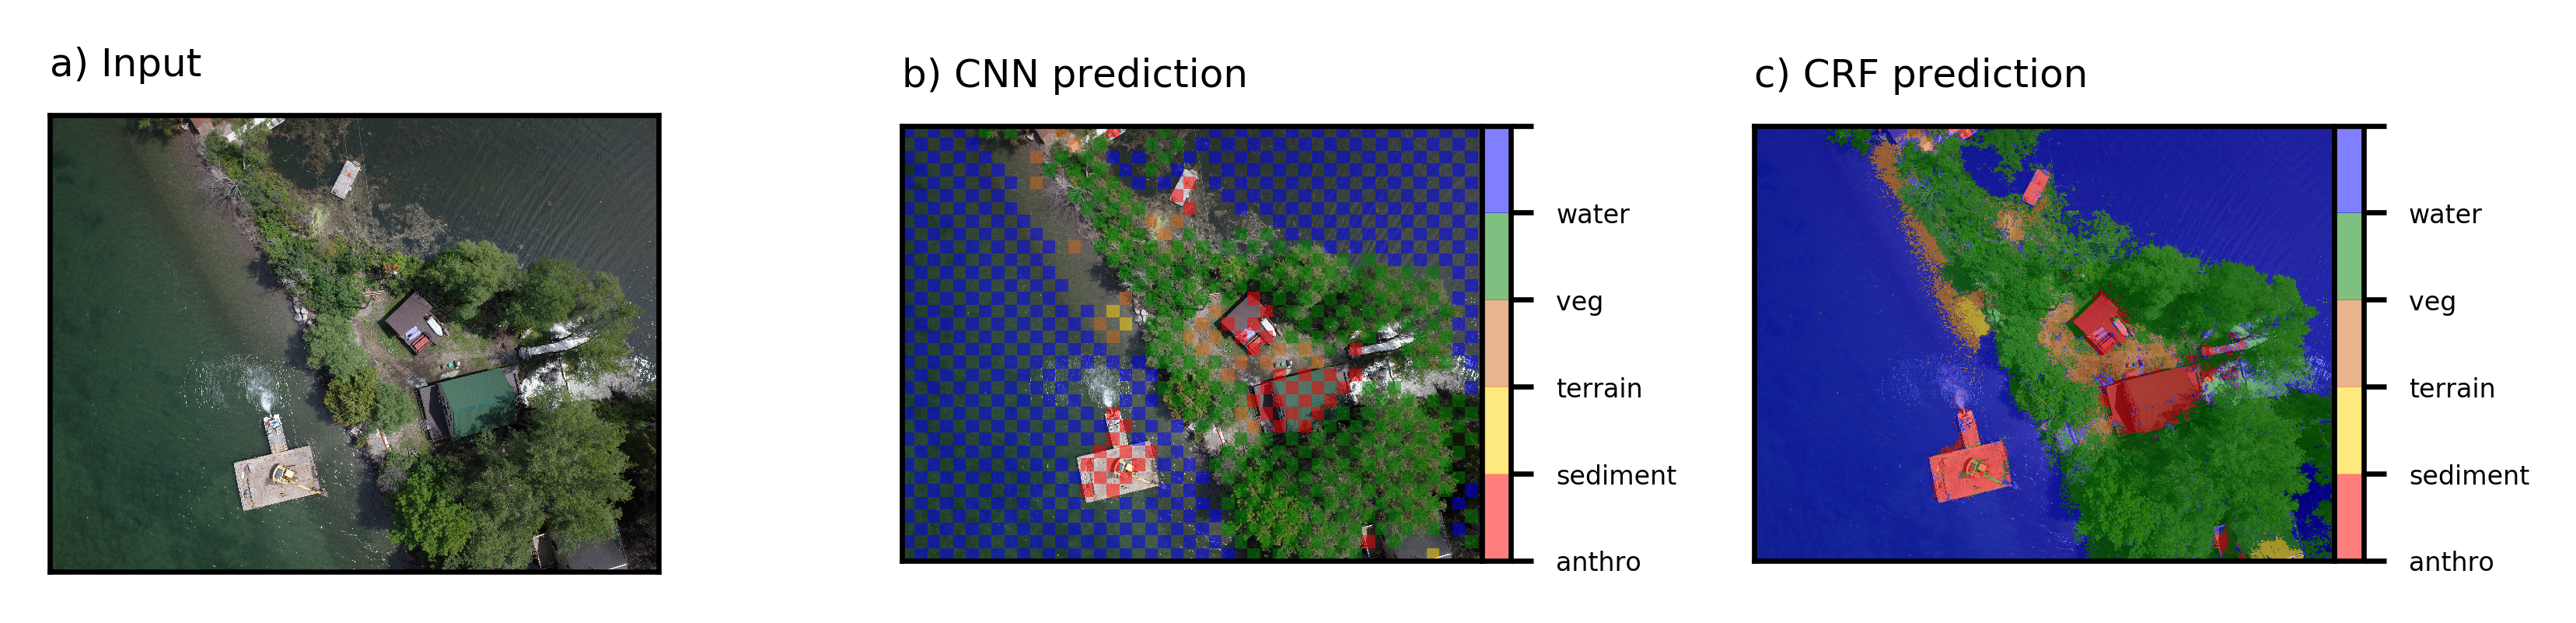 a) Input
b) CNN prediction
c) CRF prediction
water
veg
terrain
sediment
anthro
water
veg
terrain
sediment
anthro